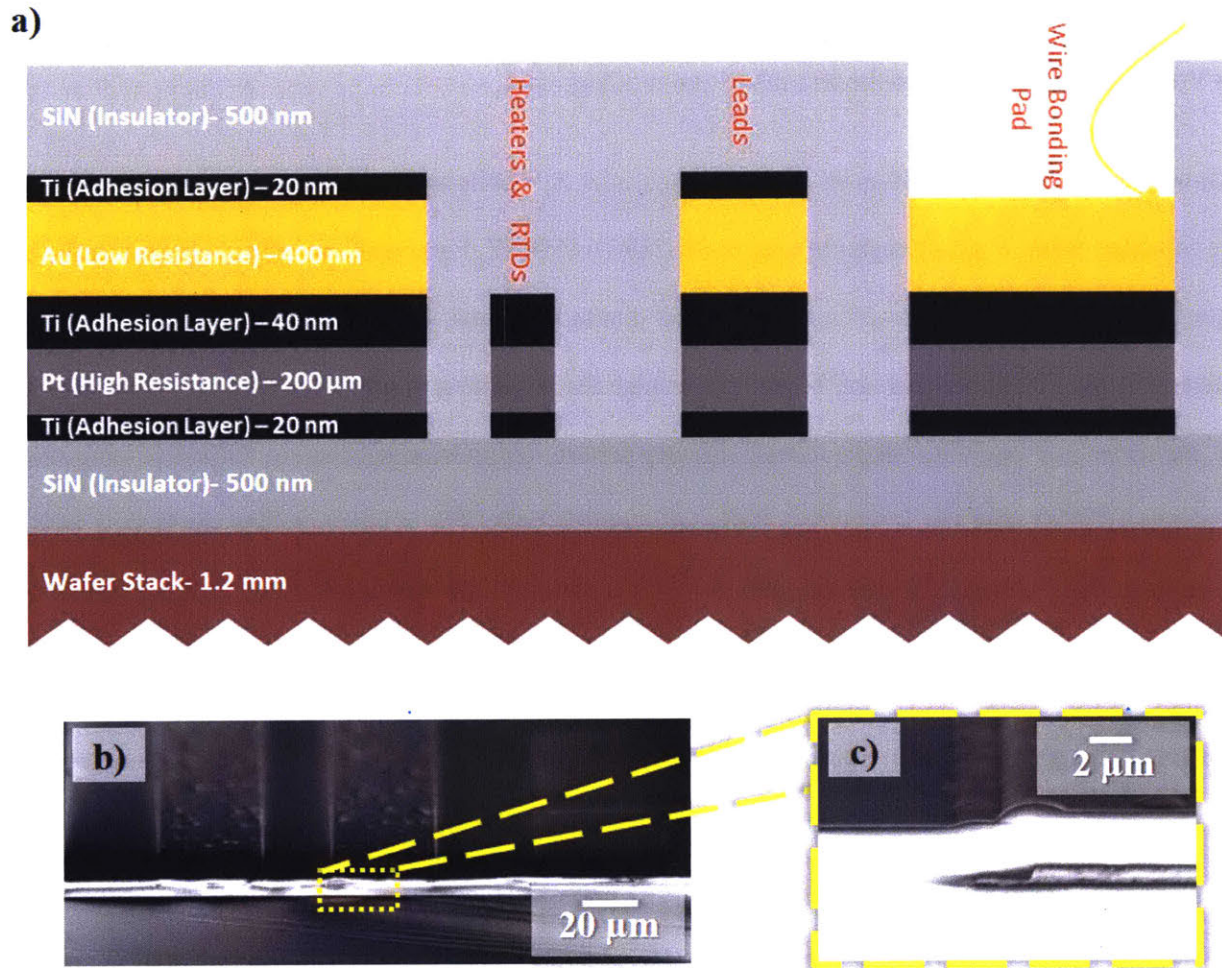 a)
SiN (Insulator)- 500 nm
Ti (Adhesion Layer) – 20 nm
Au (Low Resistance) – 400 nm
Ti (Adhesion Layer) – 40 nm
Pt (High Resistance) – 200 µm
Ti (Adhesion Layer) – 20 nm
SiN (Insulator)- 500 nm
Wafer Stack- 1.2 mm
Heaters & RTDs
Leads
Wire Bonding
Pad
b)
20 µm
c)
2 µm